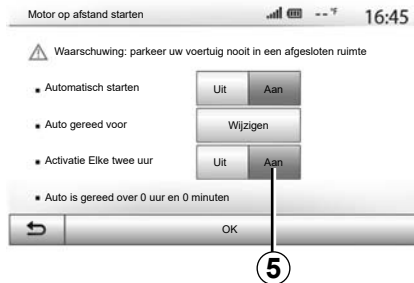 Motor op afstand starten --°F 16:45
Waarschuwing: parkeer uw voertuig nooit in een afgesloten ruimte
Automatisch starten Uit Aan
Auto gereed voor Wijzigen
Activatie Elke twee uur Uit Aan
Auto is gereed over 0 uur en 0 minuten
OK
5